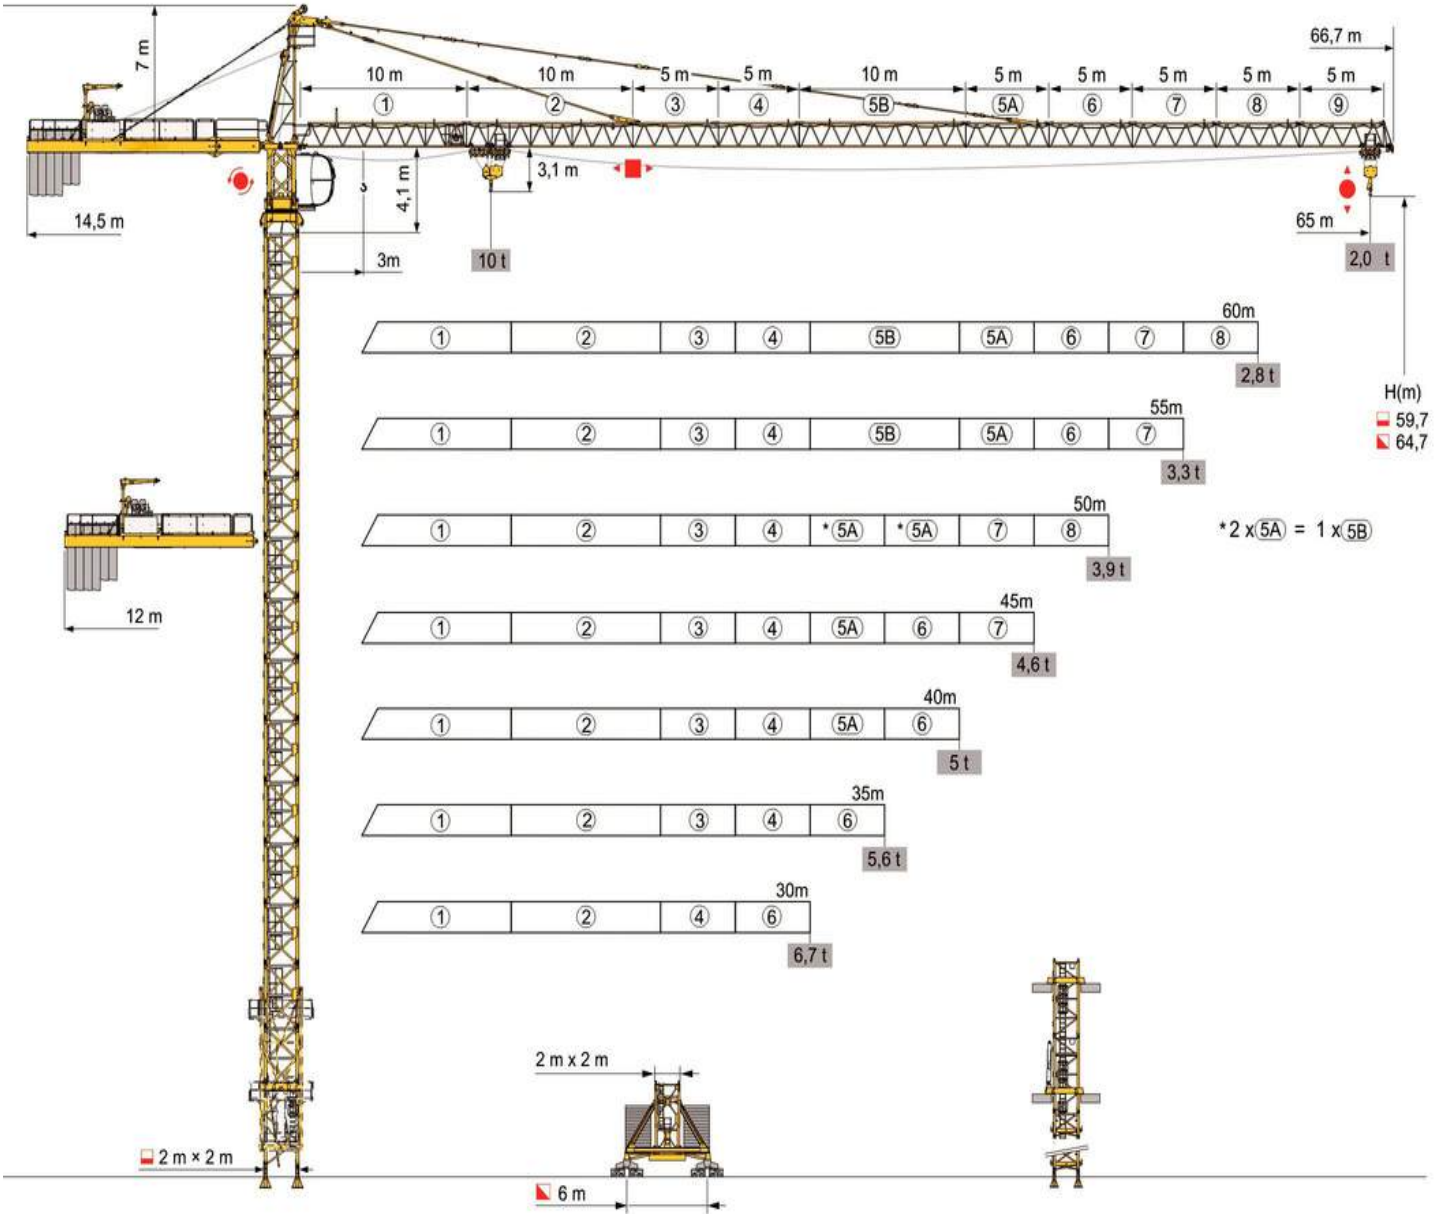 66,7 m
7 m
10 m 10 m 5 m 5 m 10 m 5 m 5 m 5 m 5 m 5 m
① ② ③ ④ 5B 5A ⑥ ⑦ ⑧ ⑨
3,1 m
4,1 m
14,5 m
65 m
3m
10 t
2,0 t
60m
① ② ③ ④ 5B 5A ⑥ ⑦ ⑧
2,8 t
H(m)
59,7
64,7
55m
① ② ③ ④ 5B 5A ⑥ ⑦
3,3 t
50m
① ② ③ ④ *5A *5A ⑦ ⑧
*2 x 5A = 1 x 5B
3,9 t
12 m
45m
① ② ③ ④ 5A ⑥ ⑦
4,6 t
40m
① ② ③ ④ 5A ⑥
5 t
35m
① ② ③ ④ ⑥
5,6 t
30m
① ② ④ ⑥
6,7 t
2 m x 2 m
2 m × 2 m
6 m